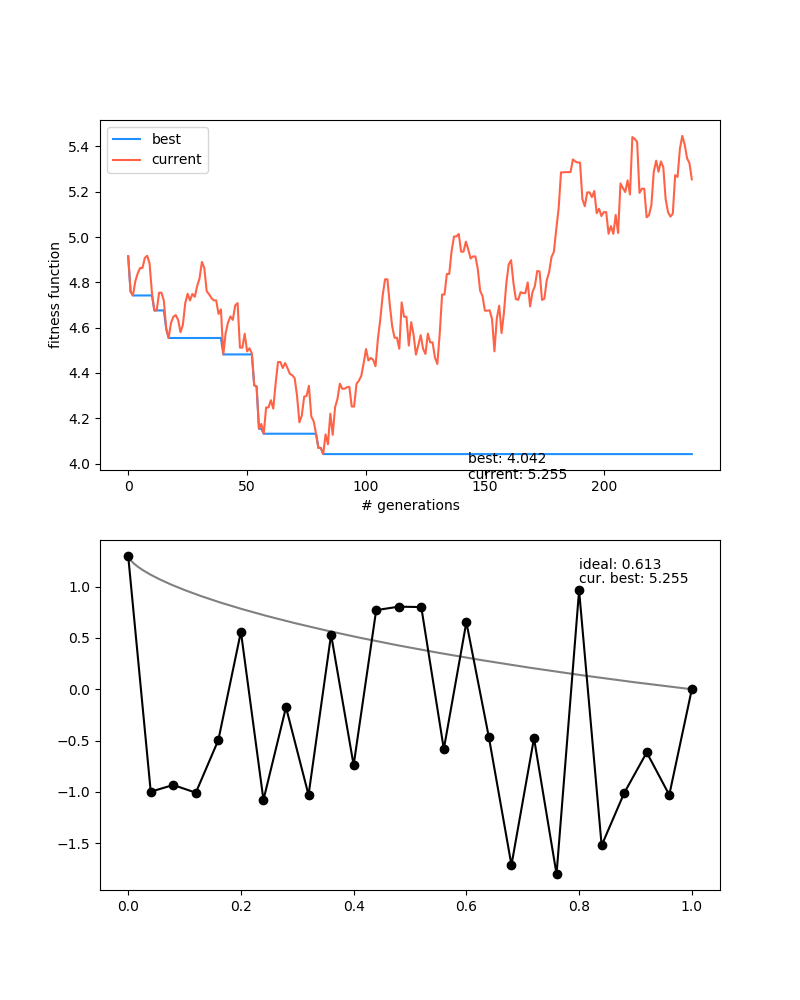 best
current
5.4
5.2
5.0
4.8
4.6
4.4
4.2
4.0
fitness function
best: 4.042
current: 5.255
0 50 100 150 200
# generations
ideal: 0.613
cur. best: 5.255
1.0
0.5
0.0
−0.5
−1.0
−1.5
0.0 0.2 0.4 0.6 0.8 1.0